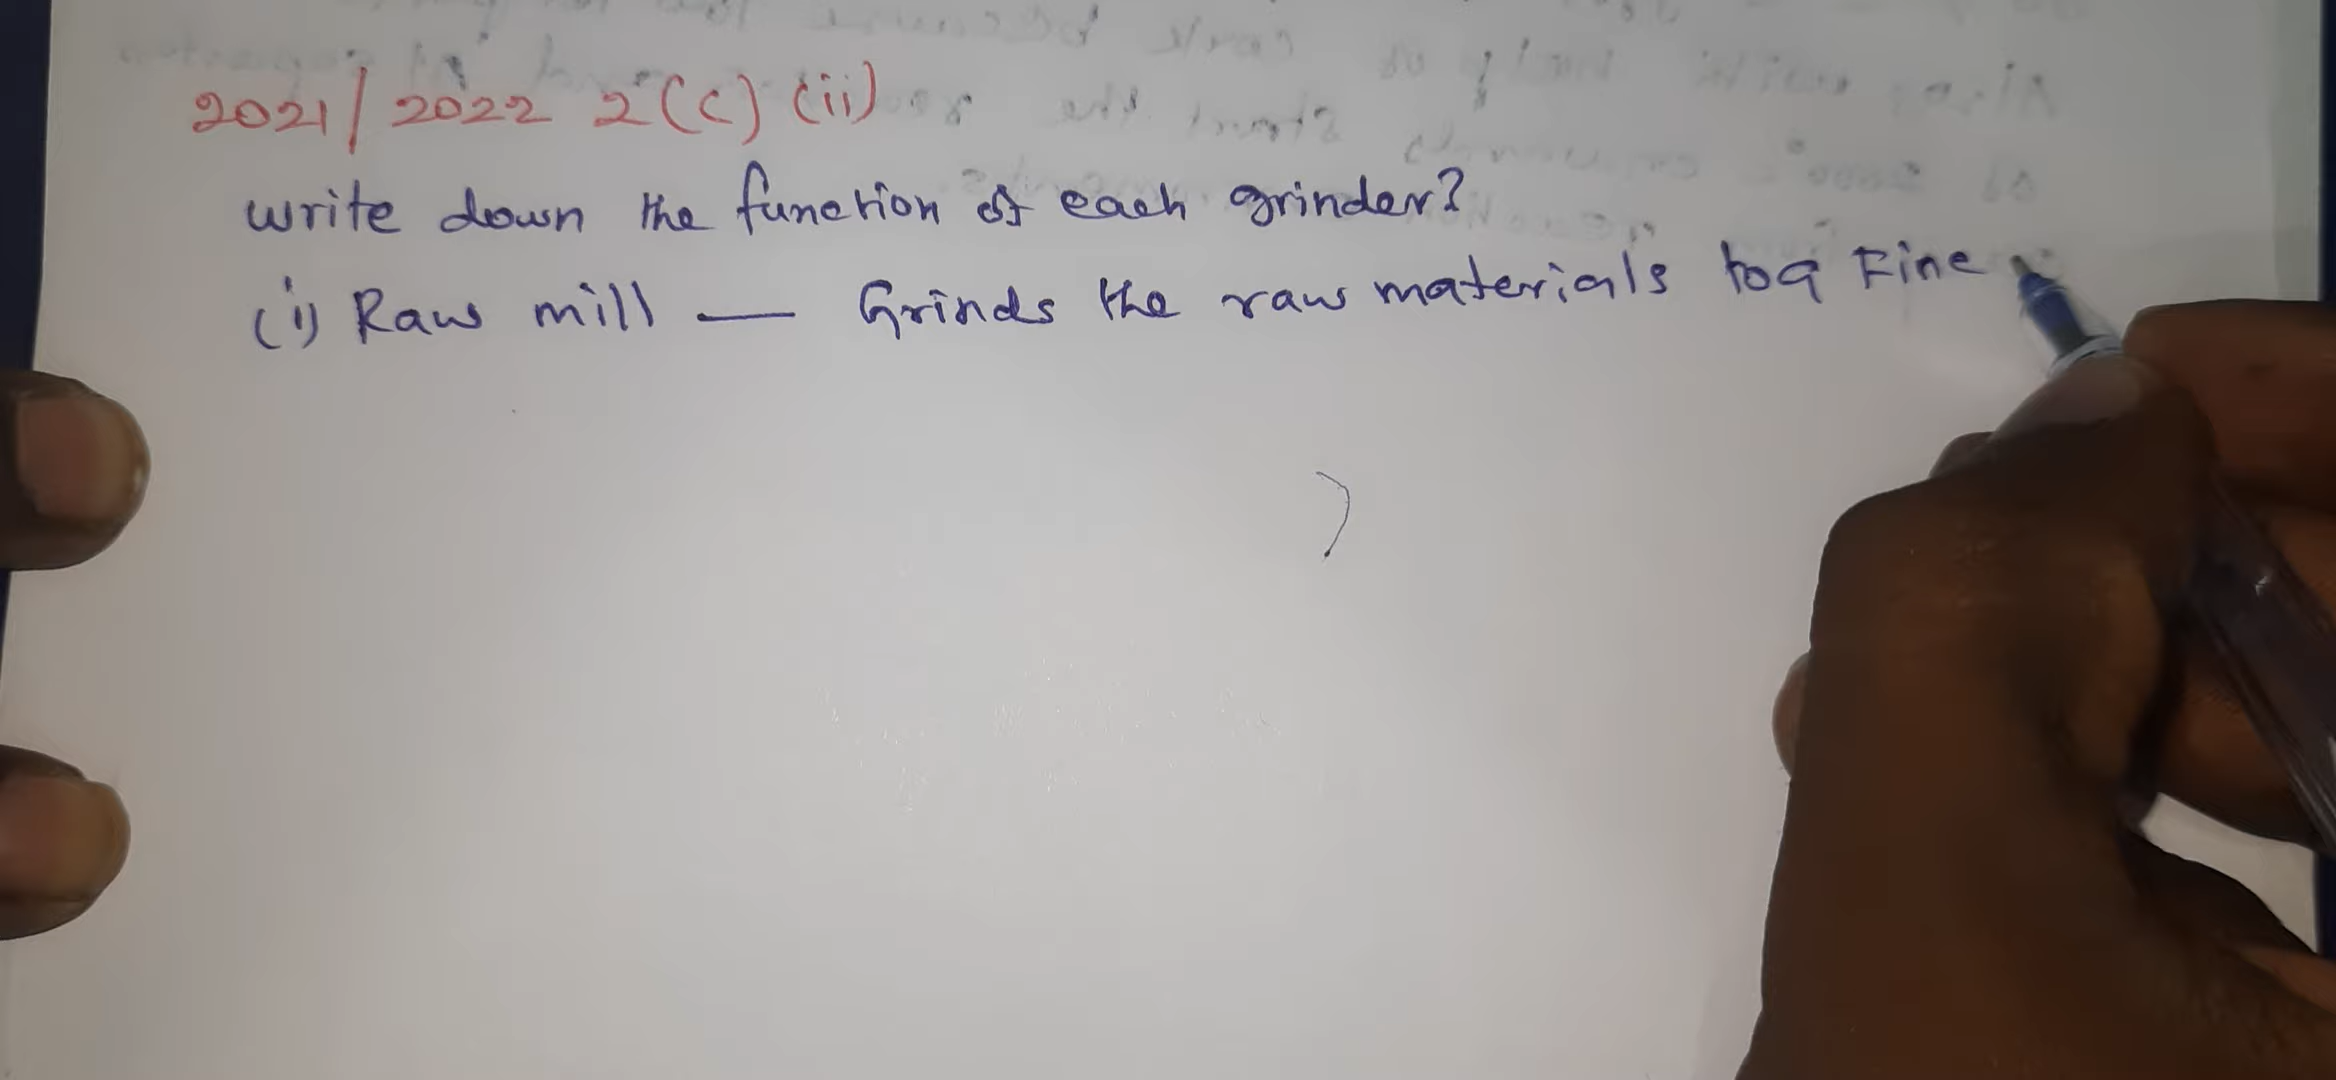 2021/2022 2(c) (ii)
write down the function of each grinder?
(i) Raw mill — Grinds the raw materials to a Fine